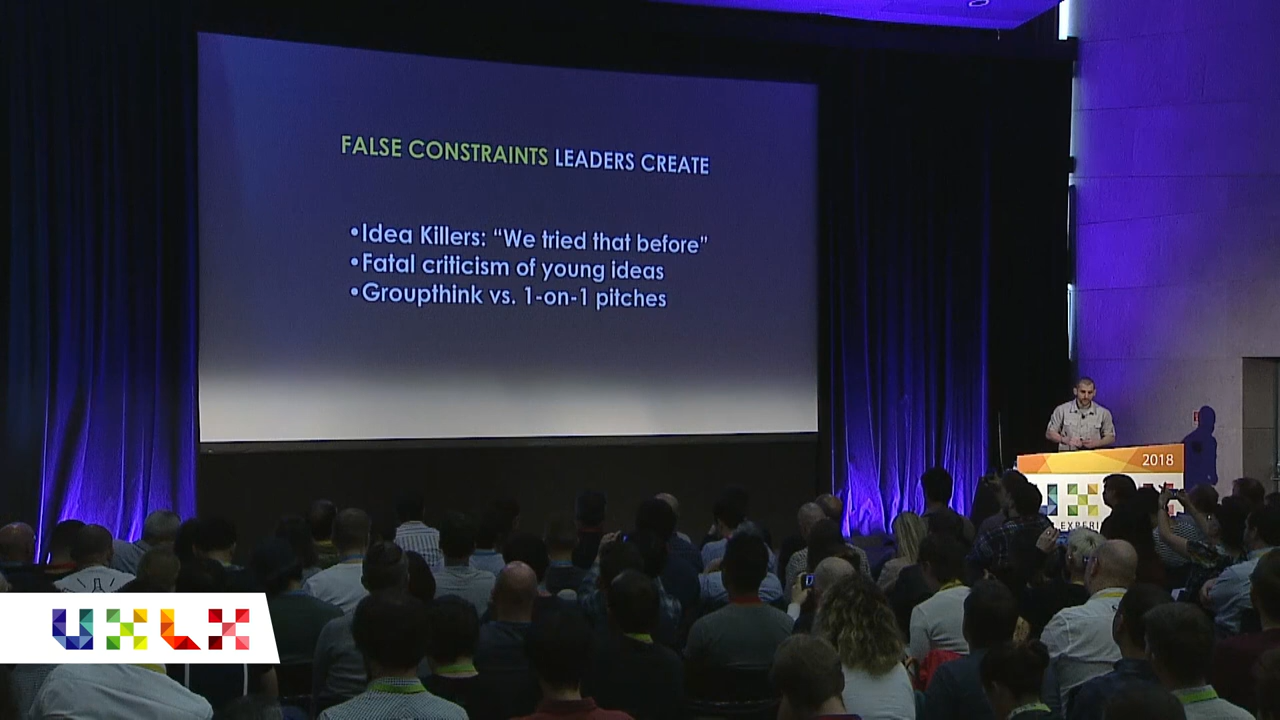 FALSE CONSTRAINTS LEADERS CREATE
•Idea Killers: “We tried that before”
•Fatal criticism of young ideas
•Groupthink vs. 1-on-1 pitches
2018
UXLX